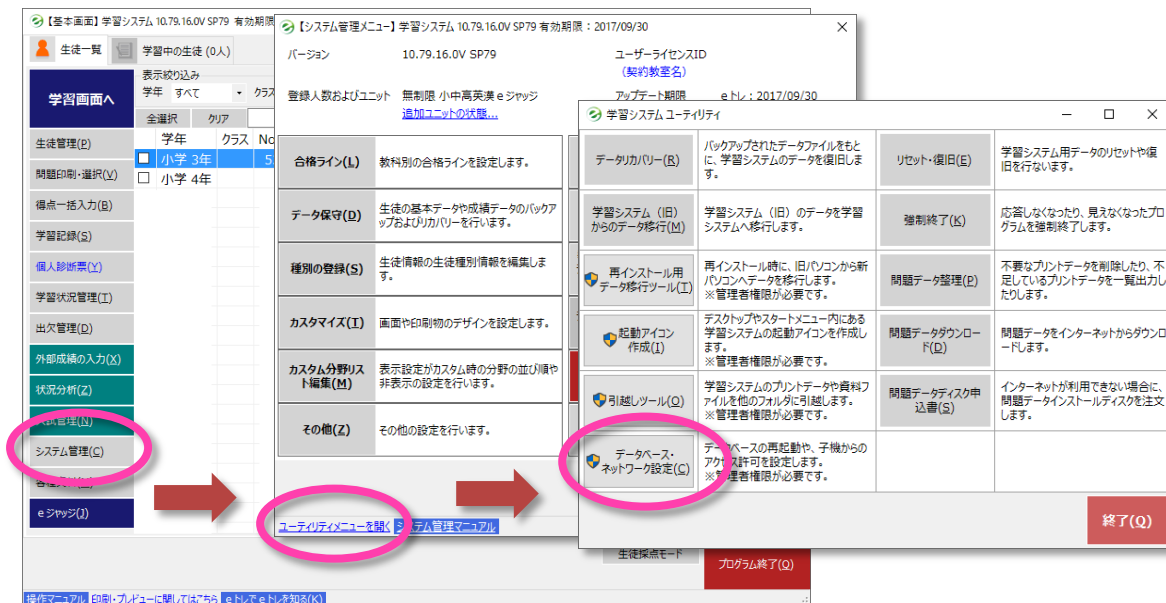 【基本画面】学習システム 10.79.16.0V SP79 有効期限
生徒一覧
学習中の生徒 (0人)
学習画面へ
表示絞り込み
学年 すべて
クラス
全選択
クリア
学年 クラス No
小学 3年
小学 4年
生徒管理(P)
問題印刷・選択(V)
得点一括入力(B)
学習記録(S)
個人診断票(Y)
学習状況管理(T)
出欠管理(D)
外部成績の入力(X)
状況分析(Z)
システム管理(C)
eジャッジ(J)
生徒採点モード
プログラム終了(Q)
操作マニュアル 印刷・プレビューに関してはこちら eトレでeトレを知る(K)
【システム管理メニュー】学習システム 10.79.16.0V SP79 有効期限：2017/09/30
バージョン 10.79.16.0V SP79
ユーザーライセンスID
(契約教室名)
登録人数およびユニット 無制限 小中高英漢eジャッジ
アップデート期限 eトレ：2017/09/30
追加ユニットの状態...
合格ライン(L)
教科別の合格ラインを設定します。
データ保守(D)
生徒の基本データや成績データのバックア
ップおよびリカバリーを行います。
種別の登録(S)
生徒情報の生徒種別情報を編集しま
す。
カスタマイズ(T)
画面や印刷物のデザインを設定します。
カスタム分野リス
ト編集(M)
表示設定がカスタム時の分野の並び順や
非表示の設定を行います。
その他(Z)
その他の設定を行います。
ユーティリティメニューを開く
システム管理マニュアル
学習システム ユーティリティ
データリカバリー(R)
バックアップされたデータファイルをもと
に、学習システムのデータを復旧しま
す。
リセット・復旧(E)
学習システム用データのリセットや復
旧を行ないます。
学習システム（旧）
からのデータ移行(M)
学習システム（旧）のデータを学習
システムへ移行します。
強制終了(K)
応答しなくなったり、見えなくなったプロ
グラムを強制終了します。
再インストール用
データ移行ツール(T)
再インストール時に、旧パソコンから新
パソコンへデータを移行します。
※管理者権限が必要です。
問題データ整理(P)
不要なプリントデータを削除したり、不
足しているプリントデータを一覧出力し
たりします。
起動アイコン
作成(I)
デスクトップやスタートメニュー内にある
学習システムの起動アイコンを作成し
ます。
※管理者権限が必要です。
問題データダウンロー
ド(D)
問題データをインターネットからダウンロ
ードします。
引越しツール(O)
学習システムのプリントデータや資料フ
ァイルを他のフォルダに引越します。
※管理者権限が必要です。
問題データディスク申
込書(S)
インターネットが利用できない場合に、
問題データインストールディスクを注文
します。
データベース・
ネットワーク設定(C)
データベースの再起動や、子機からの
アクセス許可を設定します。
※管理者権限が必要です。
終了(Q)